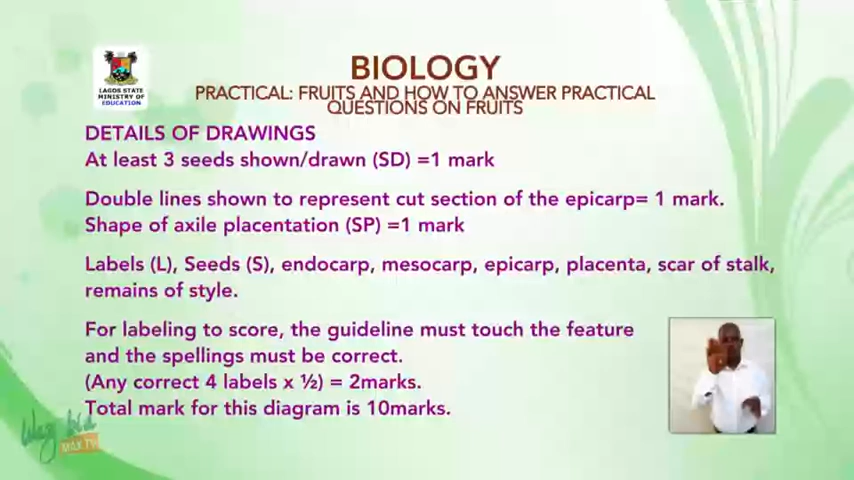 LAGOS STATE
MINISTRY OF
EDUCATION
BIOLOGY
PRACTICAL: FRUITS AND HOW TO ANSWER PRACTICAL
QUESTIONS ON FRUITS
DETAILS OF DRAWINGS
At least 3 seeds shown/drawn (SD) =1 mark
Double lines shown to represent cut section of the epicarp= 1 mark.
Shape of axile placentation (SP) =1 mark
Labels (L), Seeds (S), endocarp, mesocarp, epicarp, placenta, scar of stalk,
remains of style.
For labeling to score, the guideline must touch the feature
and the spellings must be correct.
(Any correct 4 labels x ½) = 2marks.
Total mark for this diagram is 10marks.
MAX TV